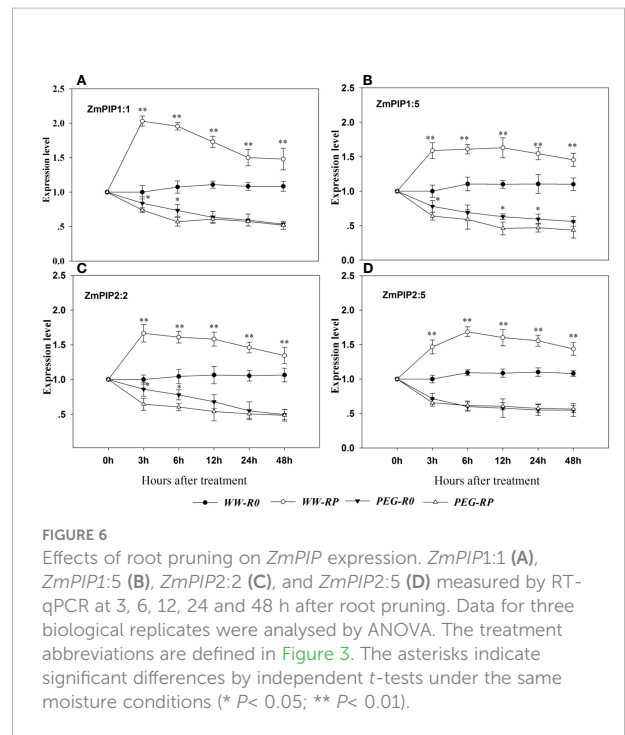 A
ZmPIP1:1
Expression level
2.5
2.0
1.5
1.0
0.5
0.0
** ** ** ** **
* *
B
ZmPIP1:5
Expression level
2.5
2.0
1.5
1.0
0.5
0.0
** ** ** ** **
* * *
C
ZmPIP2:2
Expression level
2.5
2.0
1.5
1.0
.5
** ** ** ** **
* *
0h 3h 6h 12h 24h 48h
Hours after treatment
D
ZmPIP2:5
Expression level
2.5
2.0
1.5
1.0
0.5
0.0
** ** ** ** **
0h 3h 6h 12h 24h 48h
Hours after treatment
WW-R0 WW-RP PEG-R0 PEG-RP
FIGURE 6
Effects of root pruning on ZmPIP expression. ZmPIP1:1 (A),
ZmPIP1:5 (B), ZmPIP2:2 (C), and ZmPIP2:5 (D) measured by RT-
qPCR at 3, 6, 12, 24 and 48 h after root pruning. Data for three
biological replicates were analysed by ANOVA. The treatment
abbreviations are defined in Figure 3. The asterisks indicate
significant differences by independent t-tests under the same
moisture conditions (* P< 0.05; ** P< 0.01).